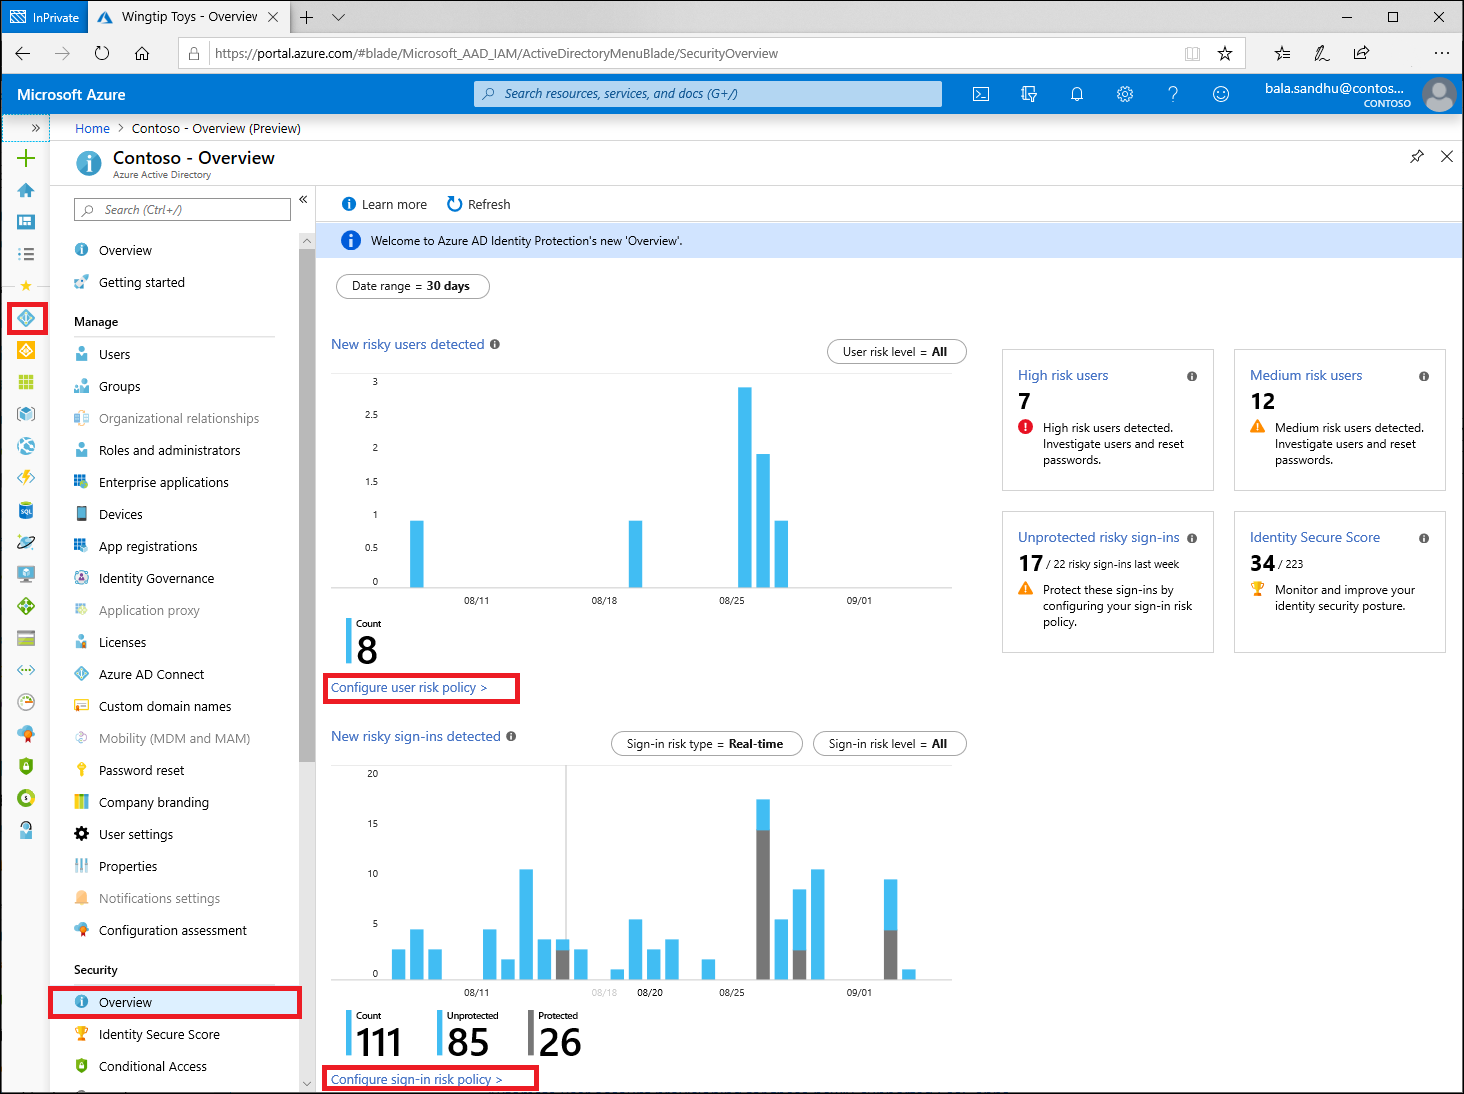 InPrivate
Wingtip Toys - Overview
https://portal.azure.com/#blade/Microsoft_AAD_IAM/ActiveDirectoryMenuBlade/SecurityOverview
Microsoft Azure
Search resources, services, and docs (G+/)
bala.sandhu@contos...
CONTOSO
Home > Contoso - Overview (Preview)
Contoso - Overview
Azure Active Directory
Search (Ctrl+/)
Overview
Getting started
Manage
Users
Groups
Organizational relationships
Roles and administrators
Enterprise applications
Devices
App registrations
Identity Governance
Application proxy
Licenses
Azure AD Connect
Custom domain names
Mobility (MDM and MAM)
Password reset
Company branding
User settings
Properties
Notifications settings
Configuration assessment
Security
Overview
Identity Secure Score
Conditional Access
SQL
Learn more
Refresh
Welcome to Azure AD Identity Protection's new 'Overview'.
Date range = 30 days
New risky users detected
User risk level = All
3
2.5
2
1.5
1
0.5
0
08/11
08/18
08/25
09/01
Count
8
Configure user risk policy >
New risky sign-ins detected
Sign-in risk type = Real-time
Sign-in risk level = All
20
15
10
5
0
08/11
08/18
08/20
08/25
09/01
Count
111
Unprotected
85
Protected
26
Configure sign-in risk policy >
High risk users
7
High risk users detected.
Investigate users and reset
passwords.
Medium risk users
12
Medium risk users detected.
Investigate users and reset
passwords.
Unprotected risky sign-ins
17 / 22 risky sign-ins last week
Protect these sign-ins by
configuring your sign-in risk
policy.
Identity Secure Score
34 / 223
Monitor and improve your
identity security posture.